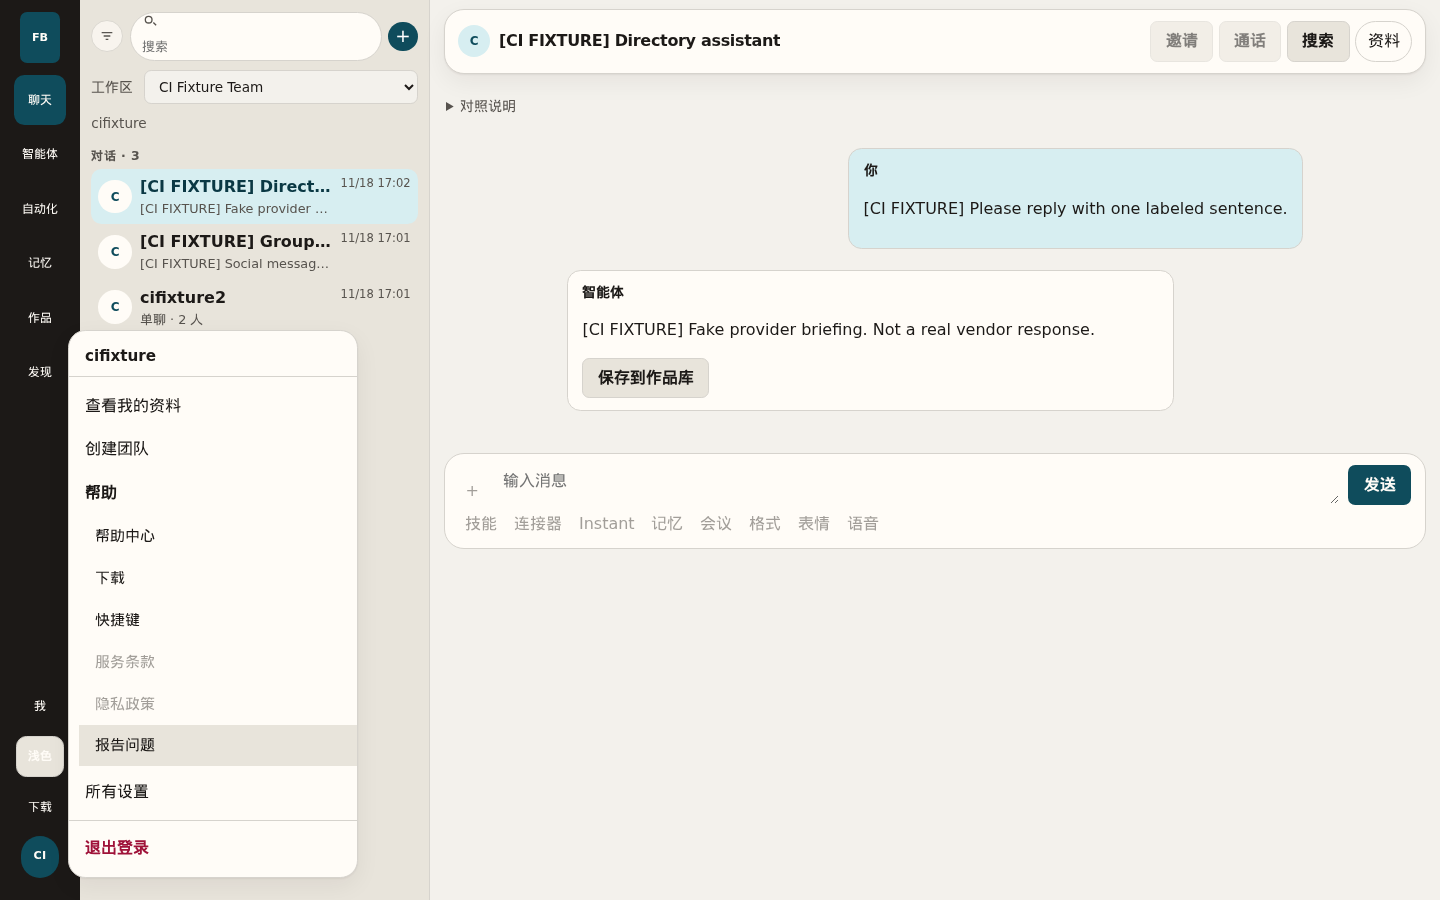 FB
聊天
智能体
自动化
记忆
作品
发现
我
浅色
下载
CI
搜索
+
工作区
CI Fixture Team
cifixture
对话 · 3
C
[CI FIXTURE] Direct...
11/18 17:02
[CI FIXTURE] Fake provider ...
C
[CI FIXTURE] Group...
11/18 17:01
[CI FIXTURE] Social messag...
C
cifixture2
11/18 17:01
单聊 · 2 人
cifixture
查看我的资料
创建团队
帮助
帮助中心
下载
快捷键
服务条款
隐私政策
报告问题
所有设置
退出登录
C
[CI FIXTURE] Directory assistant
邀请
通话
搜索
资料
对照说明
你
[CI FIXTURE] Please reply with one labeled sentence.
智能体
[CI FIXTURE] Fake provider briefing. Not a real vendor response.
保存到作品库
+
输入消息
发送
技能 连接器 Instant 记忆 会议 格式 表情 语音